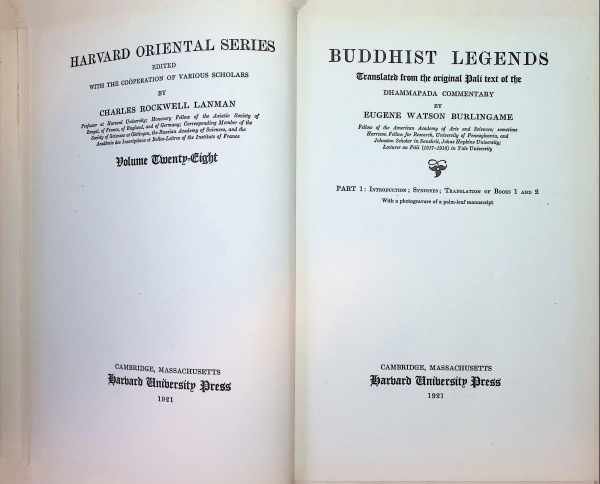 HARVARD ORIENTAL SERIES
EDITED
WITH THE COÖPERATION OF VARIOUS SCHOLARS
BY
CHARLES ROCKWELL LANMAN
Professor at Harvard University; Honorary Fellow of the Asiatic Society of
Bengal, of France, of England, and of Germany; Corresponding Member of the
Society of Sciences at Göttingen, the Russian Academy of Sciences, and the
Académie des Inscriptions et Belles-Lettres of the Institute of France
Volume Twenty-Eight
CAMBRIDGE, MASSACHUSETTS
Harvard University Press
1921
BUDDHIST LEGENDS
Translated from the original Pali text of the
DHAMMAPADA COMMENTARY
BY
EUGENE WATSON BURLINGAME
Fellow of the American Academy of Arts and Sciences; sometime
Harrison Fellow for Research, University of Pennsylvania, and
Johnston Scholar in Sanskrit, Johns Hopkins University;
Lecturer on Pāli (1917-1918) in Yale University
PART 1: INTRODUCTION; SYNOPSES; TRANSLATION OF BOOKS 1 AND 2
With a photogravure of a palm-leaf manuscript
CAMBRIDGE, MASSACHUSETTS
Harvard University Press
1921